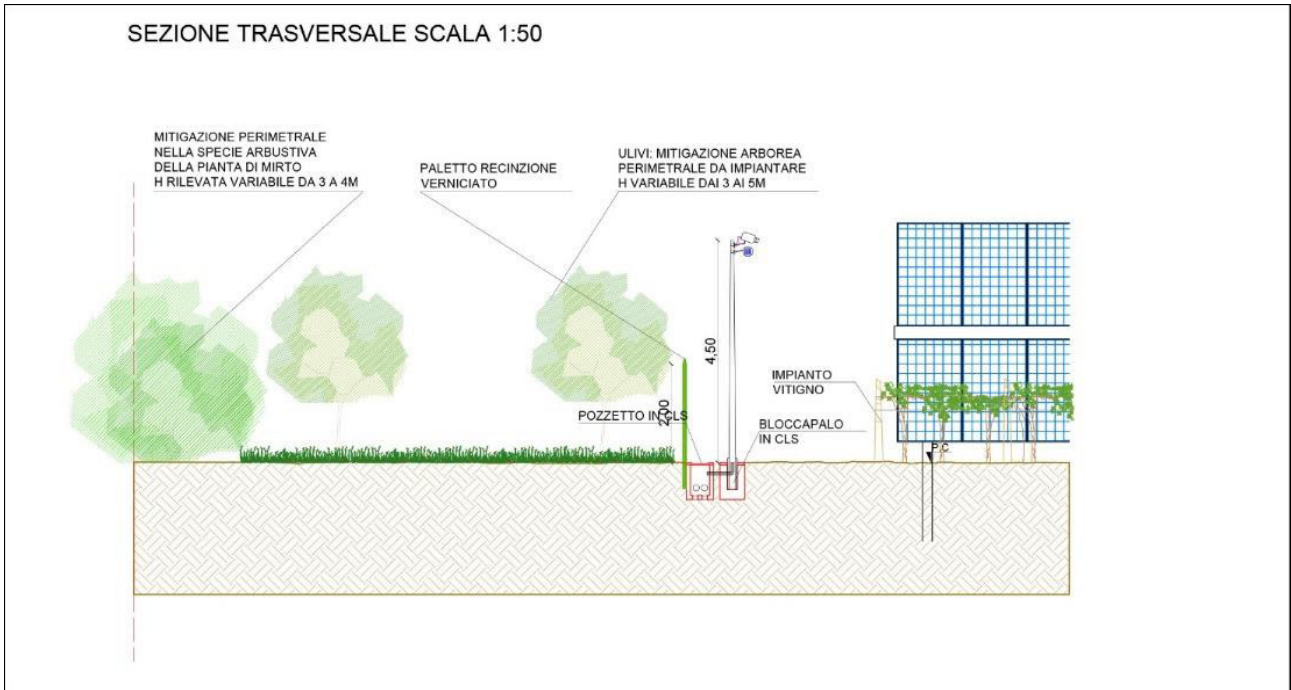 SEZIONE TRASVERSALE SCALA 1:50
MITIGAZIONE PERIMETRALE
NELLA SPECIE ARBUSTIVA
DELLA PIANTA DI MIRTO
H RILEVATA VARIABILE DA 3 A 4M
PALETTO RECINZIONE
VERNICIATO
ULIVI: MITIGAZIONE ARBOREA
PERIMETRALE DA IMPIANTARE
H VARIABILE DAI 3 AI 5M
4,50
2,00
IMPIANTO
VITIGNO
POZZETTO IN CLS
BLOCCAPALO
IN CLS
P.C